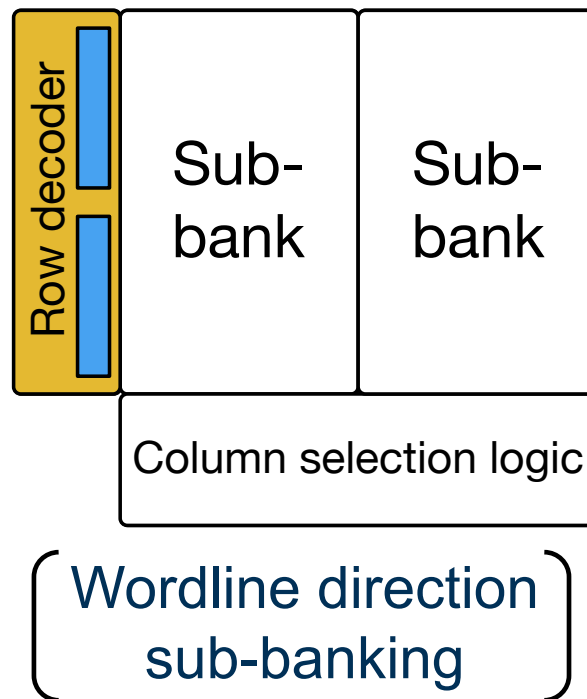 Row decoder
Sub-
bank
Sub-
bank
Column selection logic
Wordline direction
sub-banking